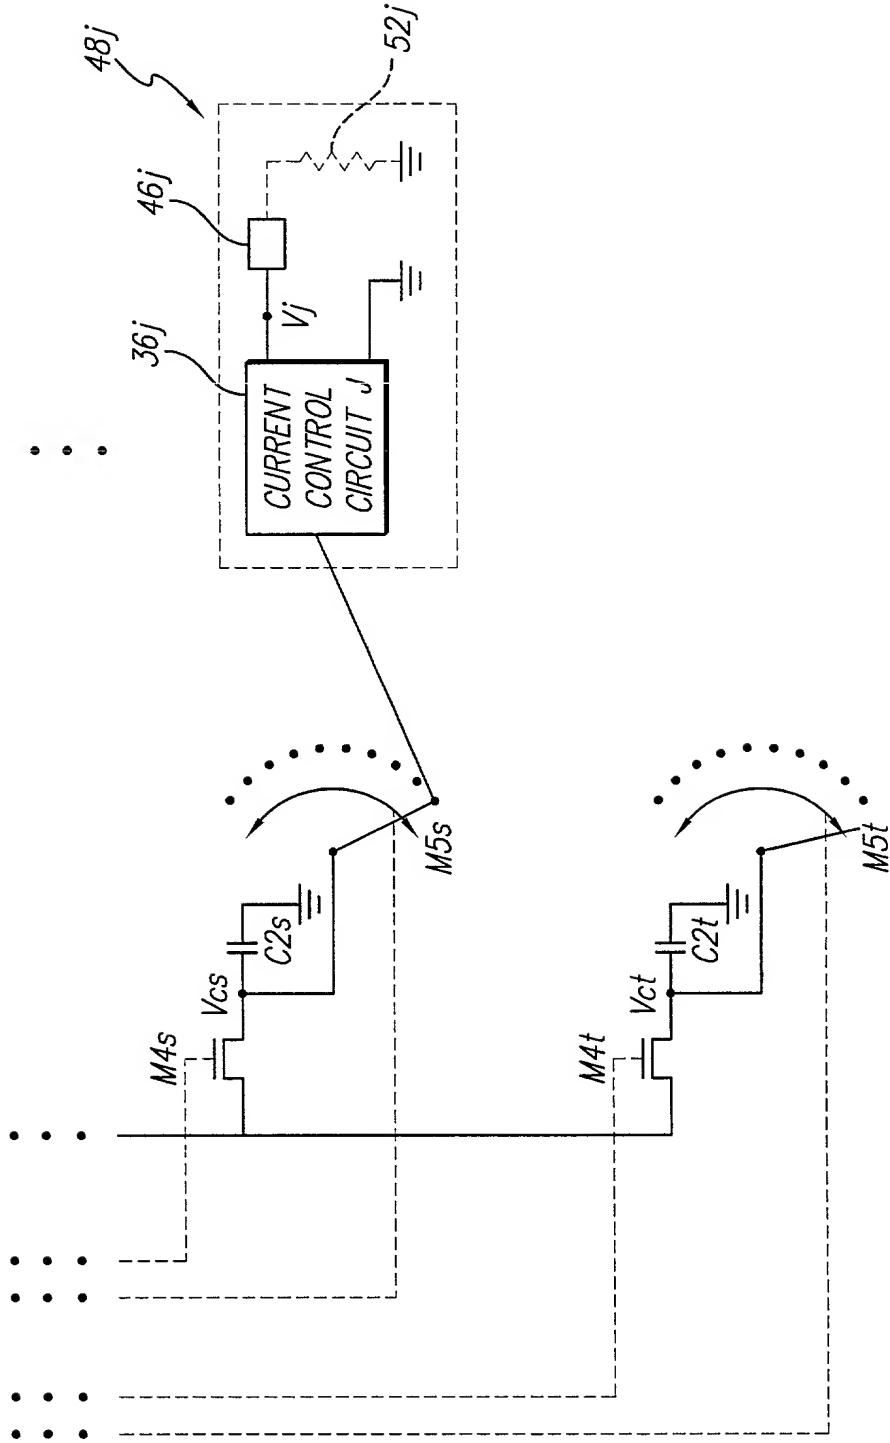 48j
46j
36j
52j
Vj
CURRENT
CONTROL
CIRCUIT J
M5s
C2s
Vcs
M4s
M5t
C2t
Vct
M4t